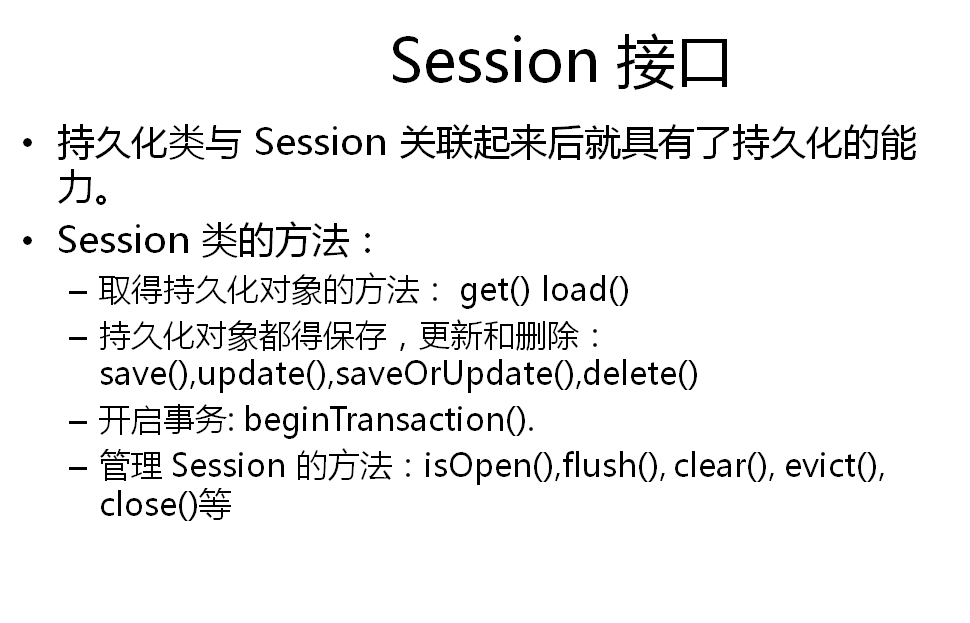 Session 接口
• 持久化类与 Session 关联起来后就具有了持久化的能
力。
• Session 类的方法：
– 取得持久化对象的方法： get() load()
– 持久化对象都得保存，更新和删除：
save(),update(),saveOrUpdate(),delete()
– 开启事务: beginTransaction().
– 管理 Session 的方法：isOpen(),flush(), clear(), evict(),
close()等